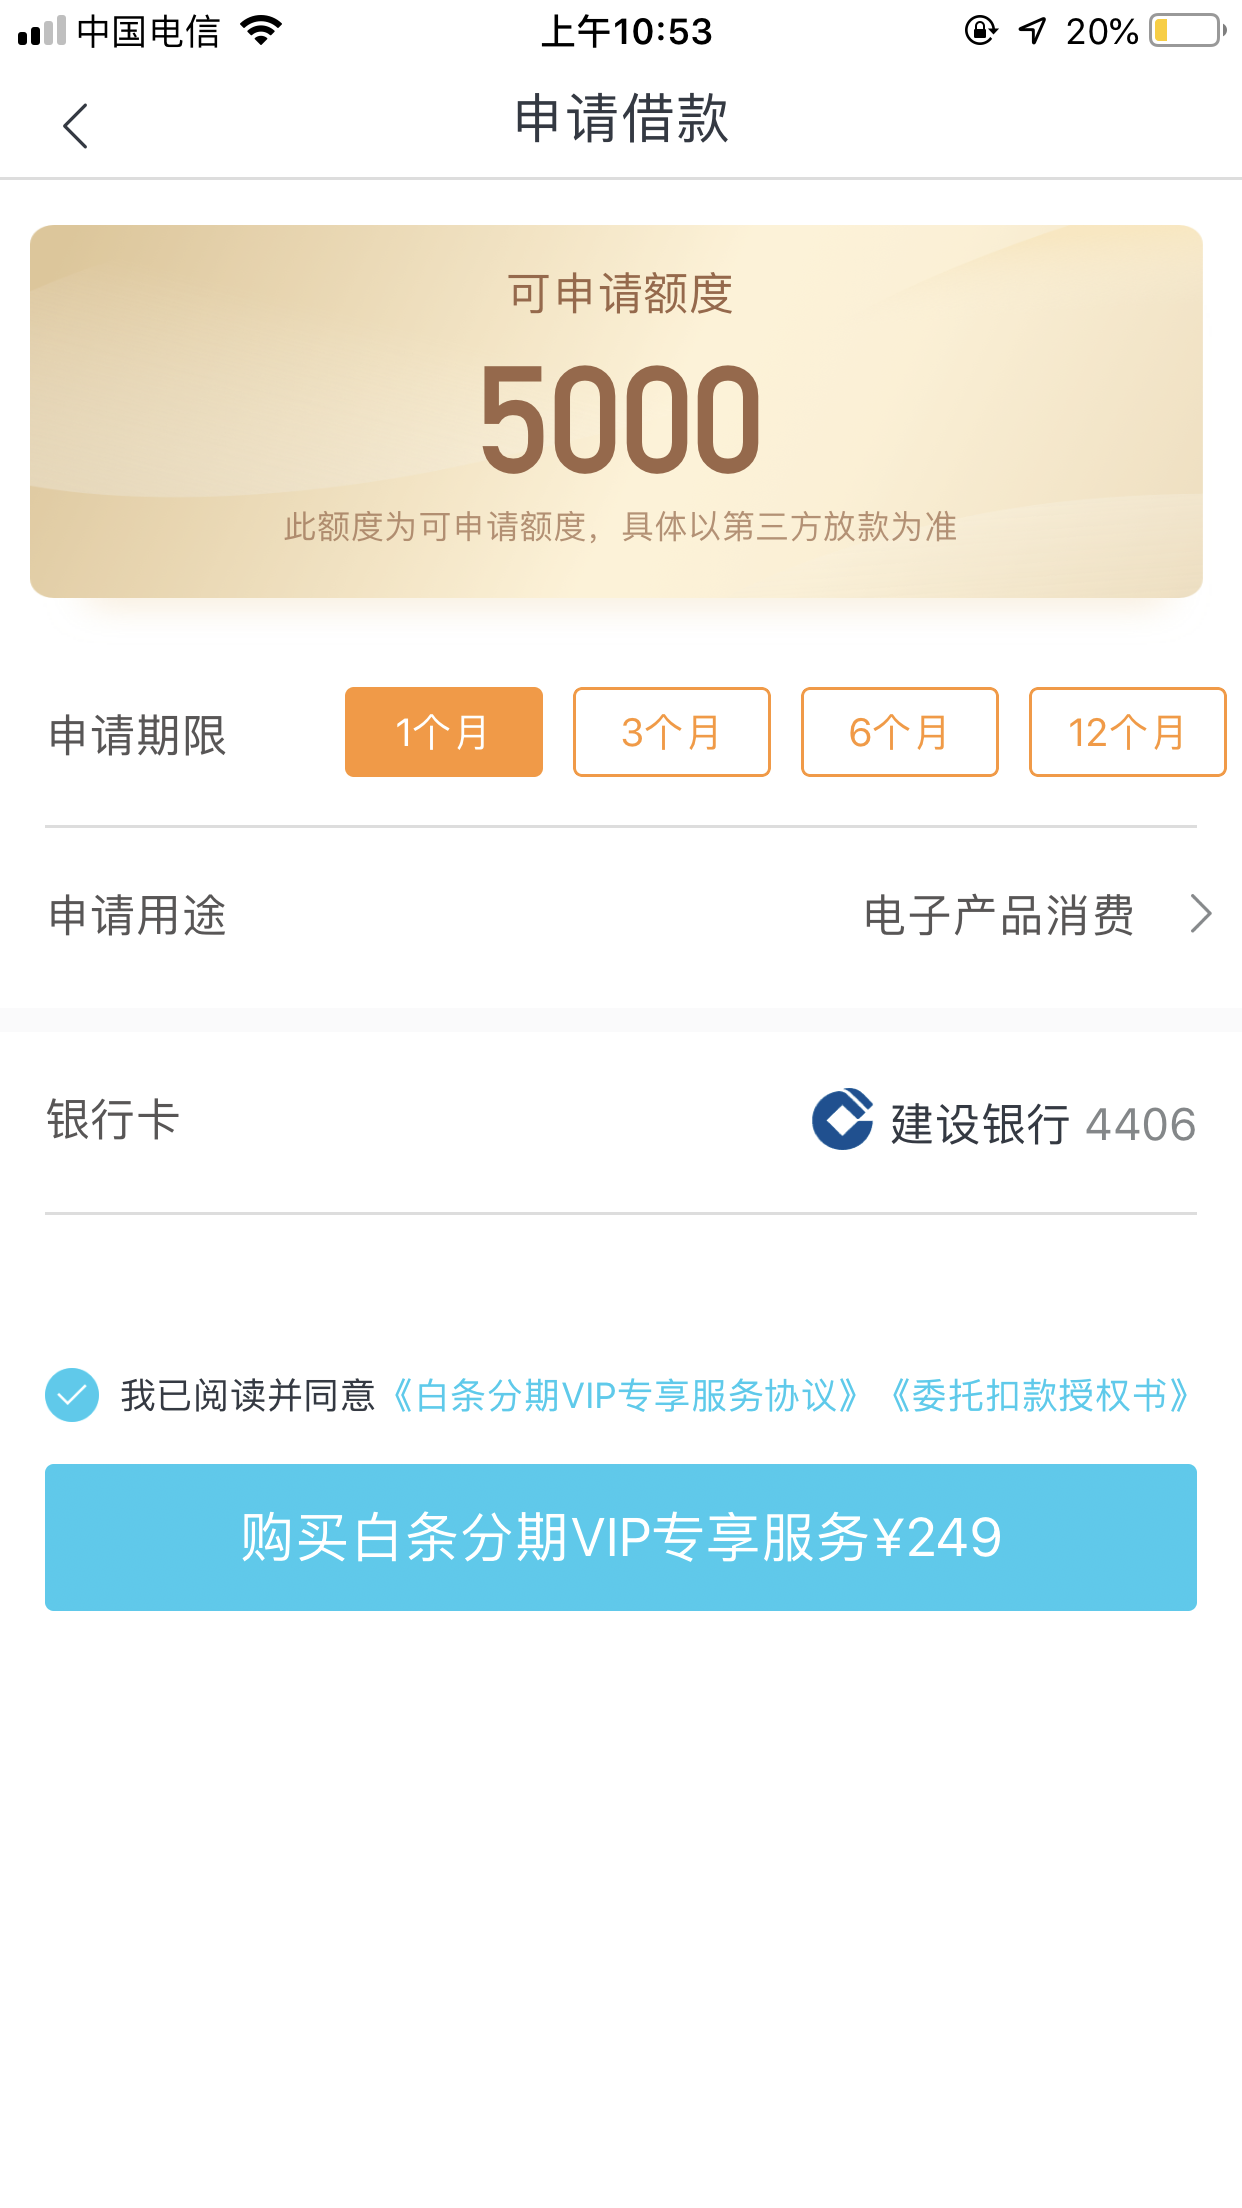 中国电信 上午10:53 20%
申请借款
可申请额度
5000
此额度为可申请额度，具体以第三方放款为准
申请期限 1个月 3个月 6个月 12个月
申请用途 电子产品消费
银行卡 建设银行 4406
我已阅读并同意《白条分期VIP专享服务协议》《委托扣款授权书》
购买白条分期VIP专享服务¥249